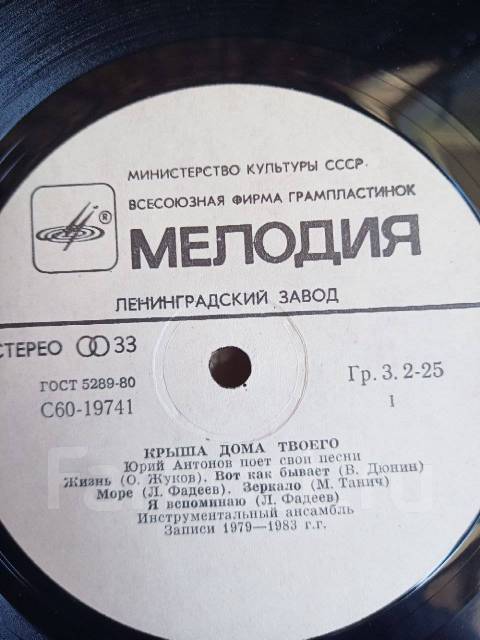 МИНИСТЕРСТВО КУЛЬТУРЫ СССР.
ВСЕСОЮЗНАЯ ФИРМА ГРАМПЛАСТИНОК
®
МЕЛОДИЯ
ЛЕНИНГРАДСКИЙ ЗАВОД
СТЕРЕО 33
ГОСТ 5289-80
Гр. 3. 2-25
С60-19741
1
КРЫША ДОМА ТВОЕГО
Юрий Антонов поет свои песни
Жизнь (О. Жуков). Вот как бывает (В. Дюнин)
Море (Л. Фадеев). Зеркало (М. Танич)
Я вспоминаю (Л. Фадеев)
Инструментальный ансамбль
Записи 1979—1983 г.г.